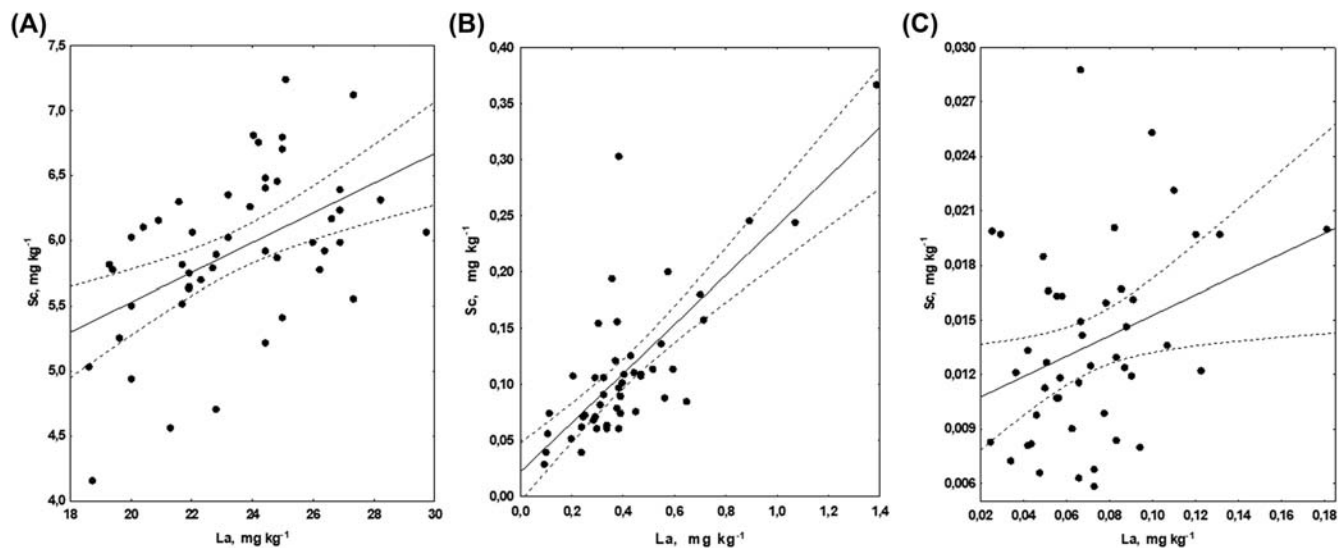 (A)
Sc, mg kg⁻¹
7,5
7,0
6,5
6,0
5,5
5,0
4,5
4,0
18 20 22 24 26 28 30
La, mg kg⁻¹
(B)
Sc, mg kg⁻¹
0,40
0,35
0,30
0,25
0,20
0,15
0,10
0,05
0,00
0,0 0,2 0,4 0,6 0,8 1,0 1,2 1,4
La, mg kg⁻¹
(C)
Sc, mg kg⁻¹
0,030
0,027
0,024
0,021
0,018
0,015
0,012
0,009
0,006
0,02 0,04 0,06 0,08 0,10 0,12 0,14 0,16 0,18
La, mg kg⁻¹